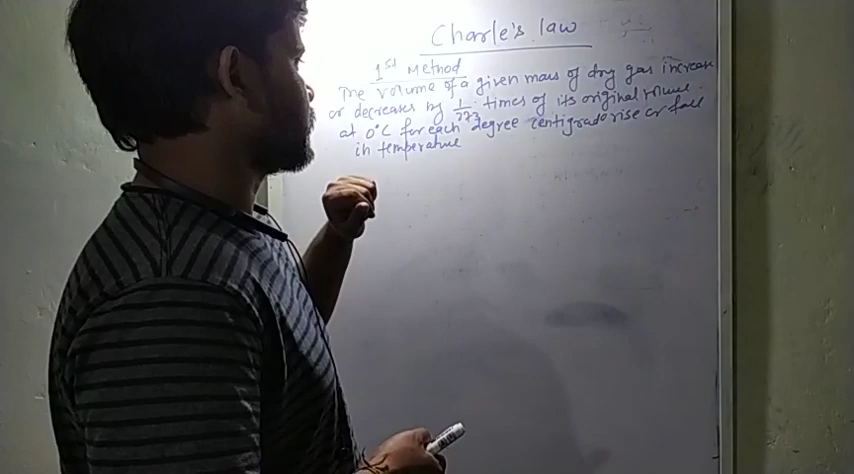 Charle's law
1st Method
The volume of a given mass of dry gas increase
or decreases by 1/273 times of its original volume
at 0°C for each degree centigrado rise or fall
in temperature